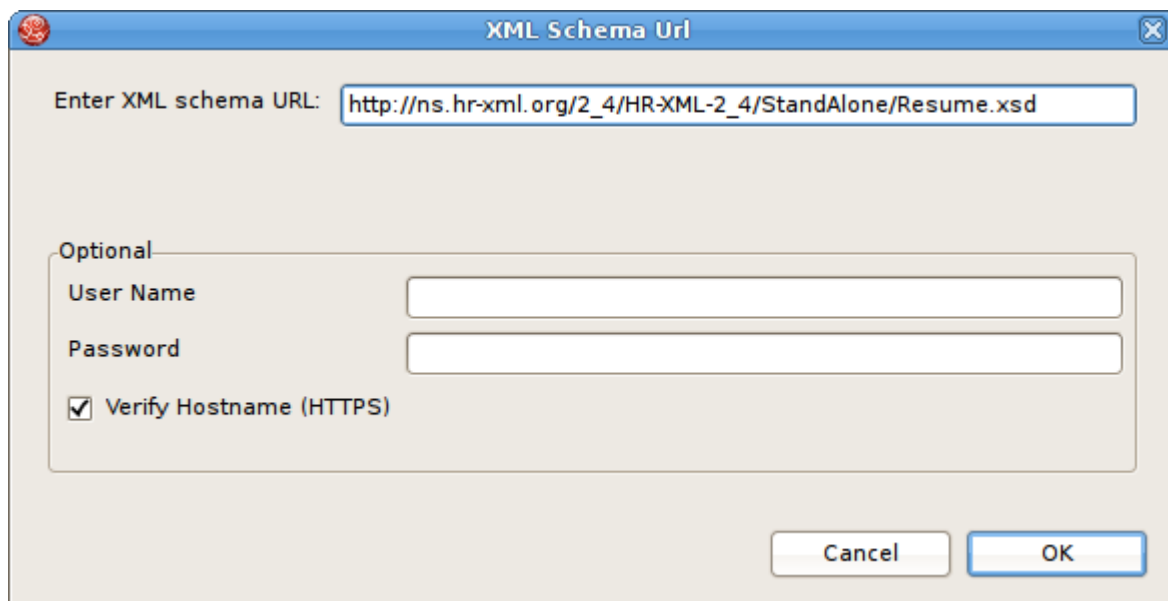 XML Schema Url
Enter XML schema URL: http://ns.hr-xml.org/2_4/HR-XML-2_4/StandAlone/Resume.xsd
Optional
User Name
Password
Verify Hostname (HTTPS)
Cancel OK